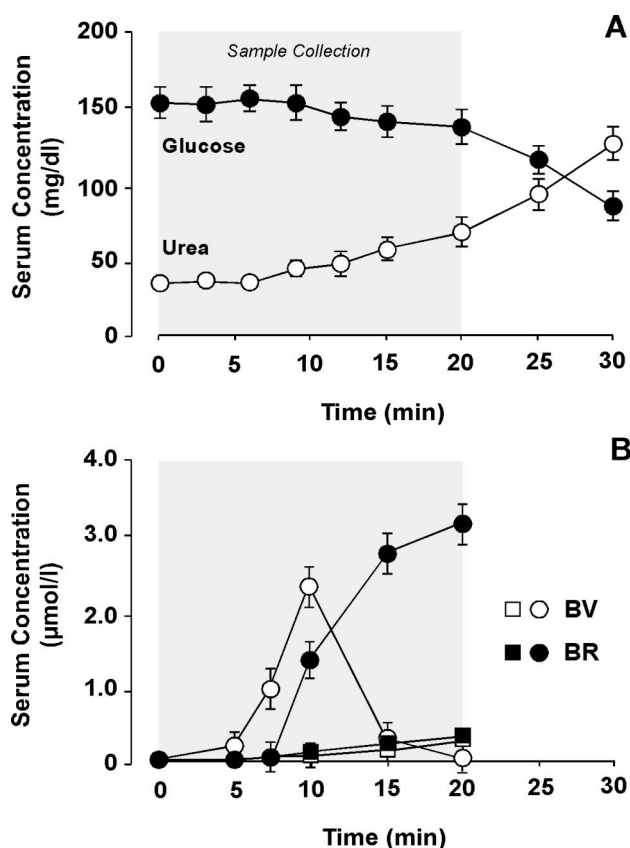 A
200
Sample Collection
150
Glucose
100
Urea
50
0
Serum Concentration
(mg/dl)
0 5 10 15 20 25 30
Time (min)
B
4.0
3.0
2.0
1.0
0
Serum Concentration
(µmol/l)
BV
BR
0 5 10 15 20 25 30
Time (min)